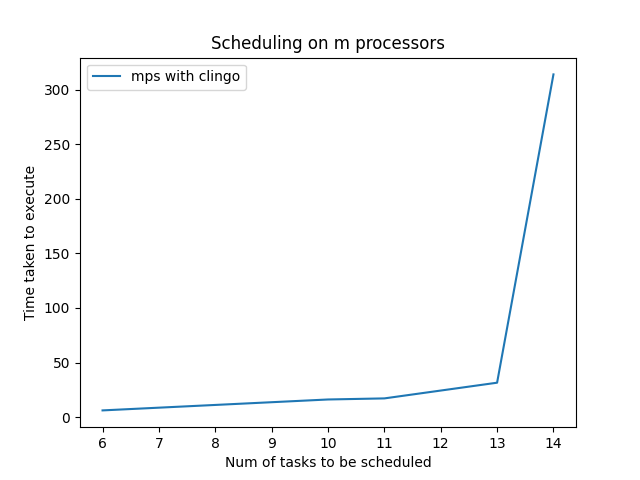 Scheduling on m processors
mps with clingo
Time taken to execute
300
250
200
150
100
50
0
6 7 8 9 10 11 12 13 14
Num of tasks to be scheduled